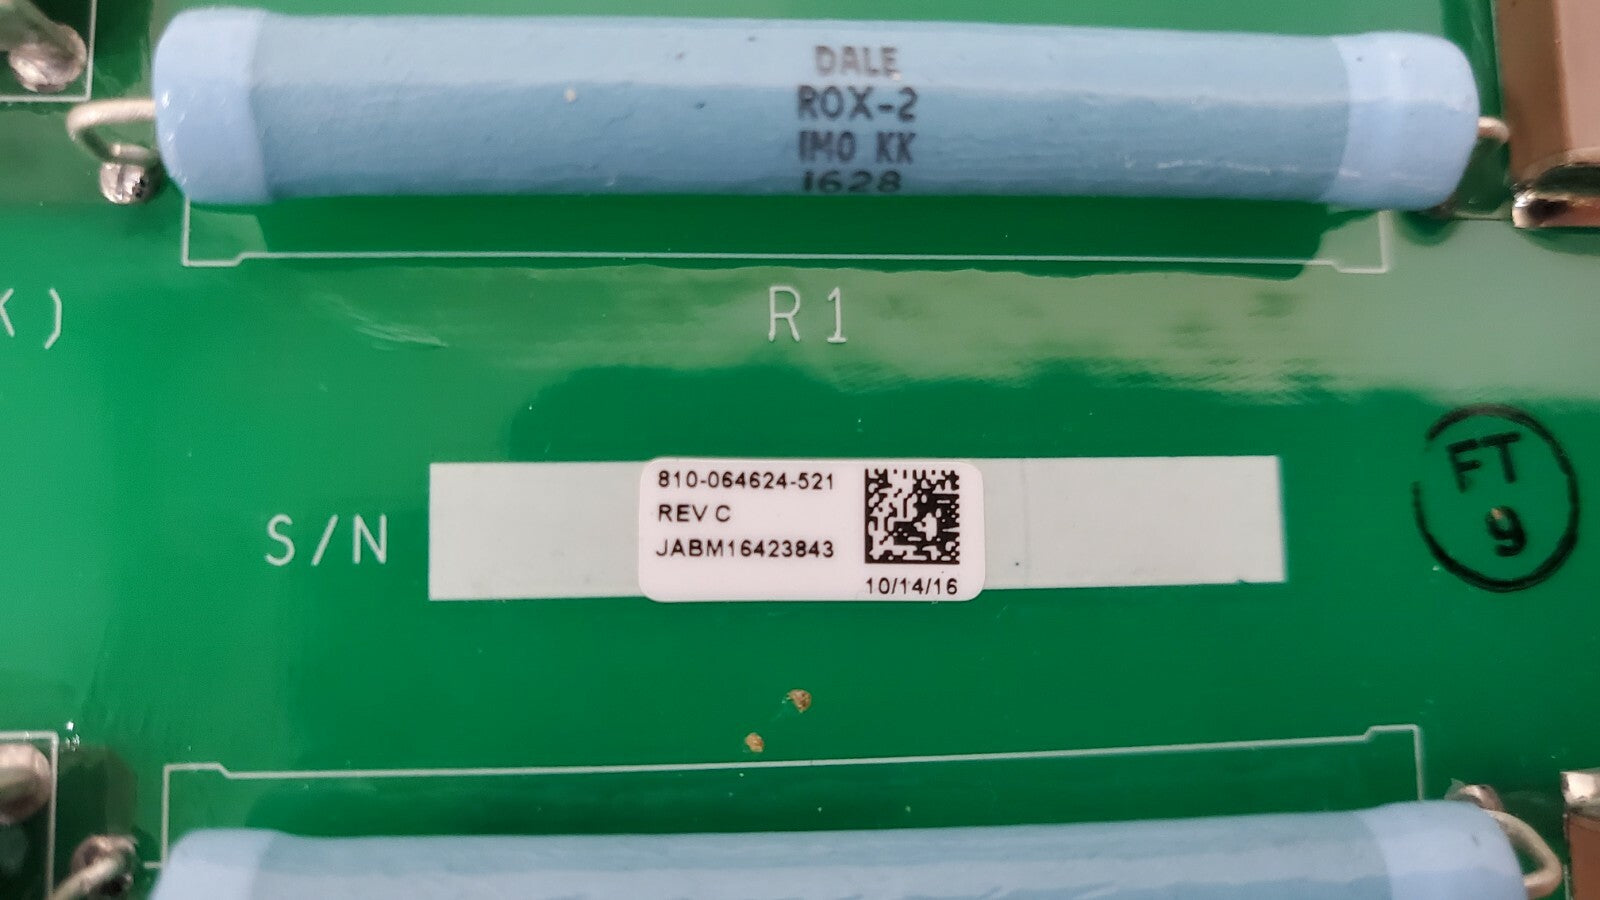 DALE
ROX-2
1M0 KK
1628
)
R1
810-064624-521
REV C
S/N
JABM16423843
10/14/16
FT
9